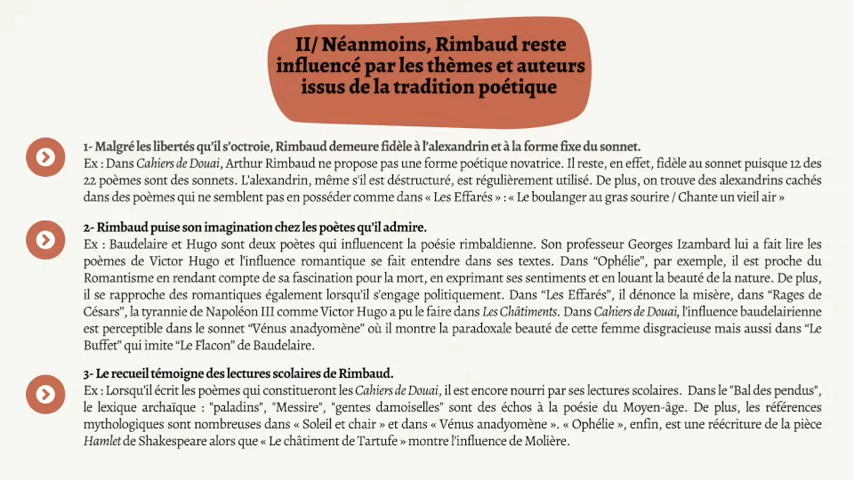 II/ Néanmoins, Rimbaud reste
influencé par les thèmes et auteurs
issus de la tradition poétique
1- Malgré les libertés qu'il s'octroie, Rimbaud demeure fidèle à l'alexandrin et à la forme fixe du sonnet.
Ex : Dans Cahiers de Douai, Arthur Rimbaud ne propose pas une forme poétique novatrice. Il reste, en effet, fidèle au sonnet puisque 12 des
22 poèmes sont des sonnets. L'alexandrin, même s'il est déstructuré, est régulièrement utilisé. De plus, on trouve des alexandrins cachés
dans des poèmes qui ne semblent pas en posséder comme dans « Les Effarés » : « Le boulanger au gras sourire / Chante un vieil air »
2- Rimbaud puise son imagination chez les poètes qu'il admire.
Ex : Baudelaire et Hugo sont deux poètes qui influencent la poésie rimbaldienne. Son professeur Georges Izambard lui a fait lire les
poèmes de Victor Hugo et l'influence romantique se fait entendre dans ses textes. Dans "Ophélie", par exemple, il est proche du
Romantisme en rendant compte de sa fascination pour la mort, en exprimant ses sentiments et en louant la beauté de la nature. De plus,
il se rapproche des romantiques également lorsqu'il s'engage politiquement. Dans "Les Effarés", il dénonce la misère, dans "Rages de
Césars", la tyrannie de Napoléon III comme Victor Hugo a pu le faire dans Les Châtiments. Dans Cahiers de Douai, l'influence baudelairienne
est perceptible dans le sonnet "Vénus anadyomène" où il montre la paradoxale beauté de cette femme disgracieuse mais aussi dans "Le
Buffet" qui imite "Le Flacon" de Baudelaire.
3- Le recueil témoigne des lectures scolaires de Rimbaud.
Ex : Lorsqu'il écrit les poèmes qui constitueront les Cahiers de Douai, il est encore nourri par ses lectures scolaires. Dans le "Bal des pendus",
le lexique archaïque : "paladins", "Messire", "gentes damoiselles" sont des échos à la poésie du Moyen-âge. De plus, les références
mythologiques sont nombreuses dans « Soleil et chair » et dans « Vénus anadyomène ». « Ophélie », enfin, est une réécriture de la pièce
Hamlet de Shakespeare alors que « Le châtiment de Tartufe » montre l'influence de Molière.